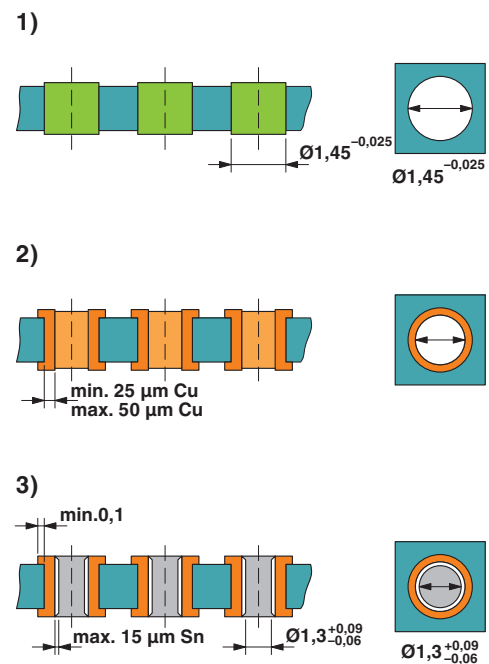 1)
Ø1,45 -0,025
Ø1,45 -0,025
2)
min. 25 µm Cu
max. 50 µm Cu
3)
min.0,1
max. 15 µm Sn
Ø1,3 +0,09 -0,06
Ø1,3 +0,09 -0,06